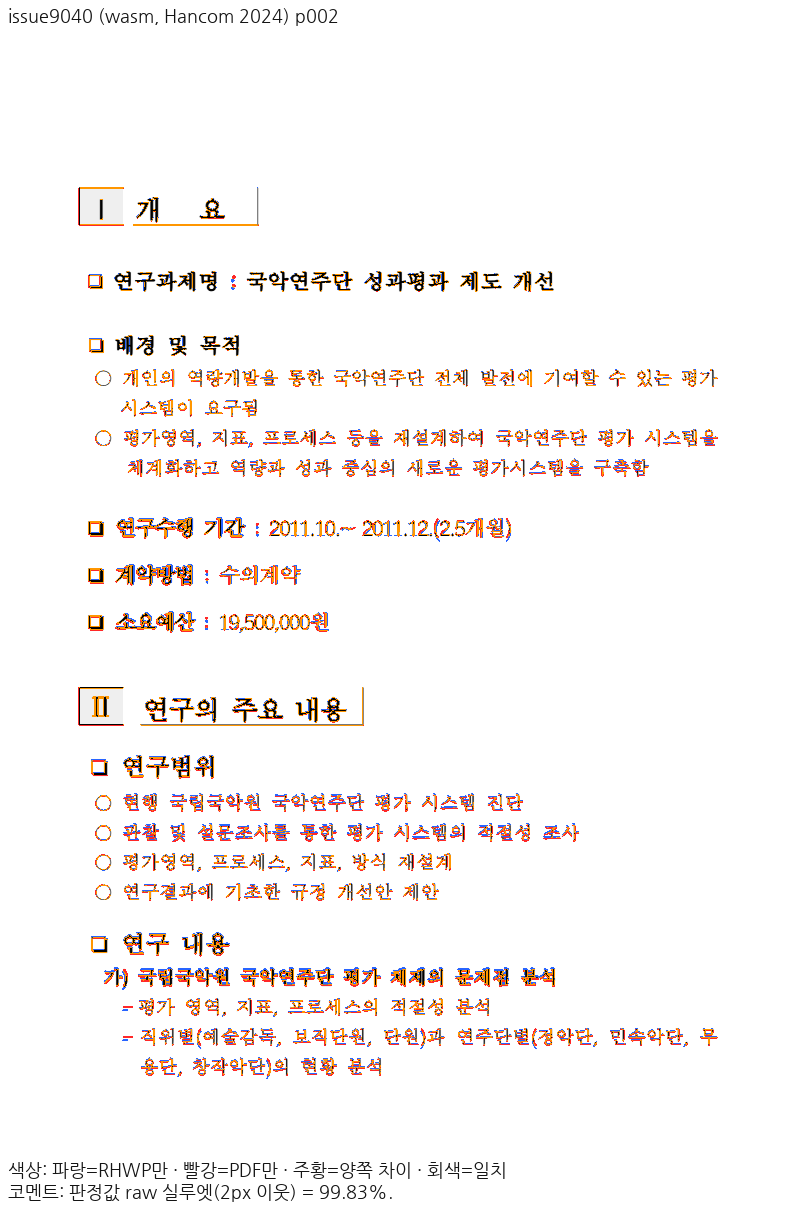 issue9040 (wasm, Hancom 2024) p002
Ⅰ 개 요
❑ 연구과제명 : 국악연주단 성과평과 제도 개선
❑ 배경 및 목적
○ 개인의 역량개발을 통한 국악연주단 전체 발전에 기여할 수 있는 평가
시스템이 요구됨
○ 평가영역, 지표, 프로세스 등을 재설계하여 국악연주단 평가 시스템을
체계화하고 역량과 성과 중심의 새로운 평가시스템을 구축함
❑ 연구수행 기간 : 2011.10.~ 2011.12.(2.5개월)
❑ 계약방법 : 수의계약
❑ 소요예산 : 19,500,000원
Ⅱ 연구의 주요 내용
❑ 연구범위
○ 현행 국립국악원 국악연주단 평가 시스템 진단
○ 관찰 및 설문조사를 통한 평가 시스템의 적절성 조사
○ 평가영역, 프로세스, 지표, 방식 재설계
○ 연구결과에 기초한 규정 개선안 제안
❑ 연구 내용
가) 국립국악원 국악연주단 평가 체제의 문제점 분석
- 평가 영역, 지표, 프로세스의 적절성 분석
- 직위별(예술감독, 보직단원, 단원)과 연주단별(정악단, 민속악단, 무
용단, 창작악단)의 현황 분석
색상: 파랑=RHWP만 · 빨강=PDF만 · 주황=양쪽 차이 · 회색=일치
코멘트: 판정값 raw 실루엣(2px 이웃) = 99.83%.